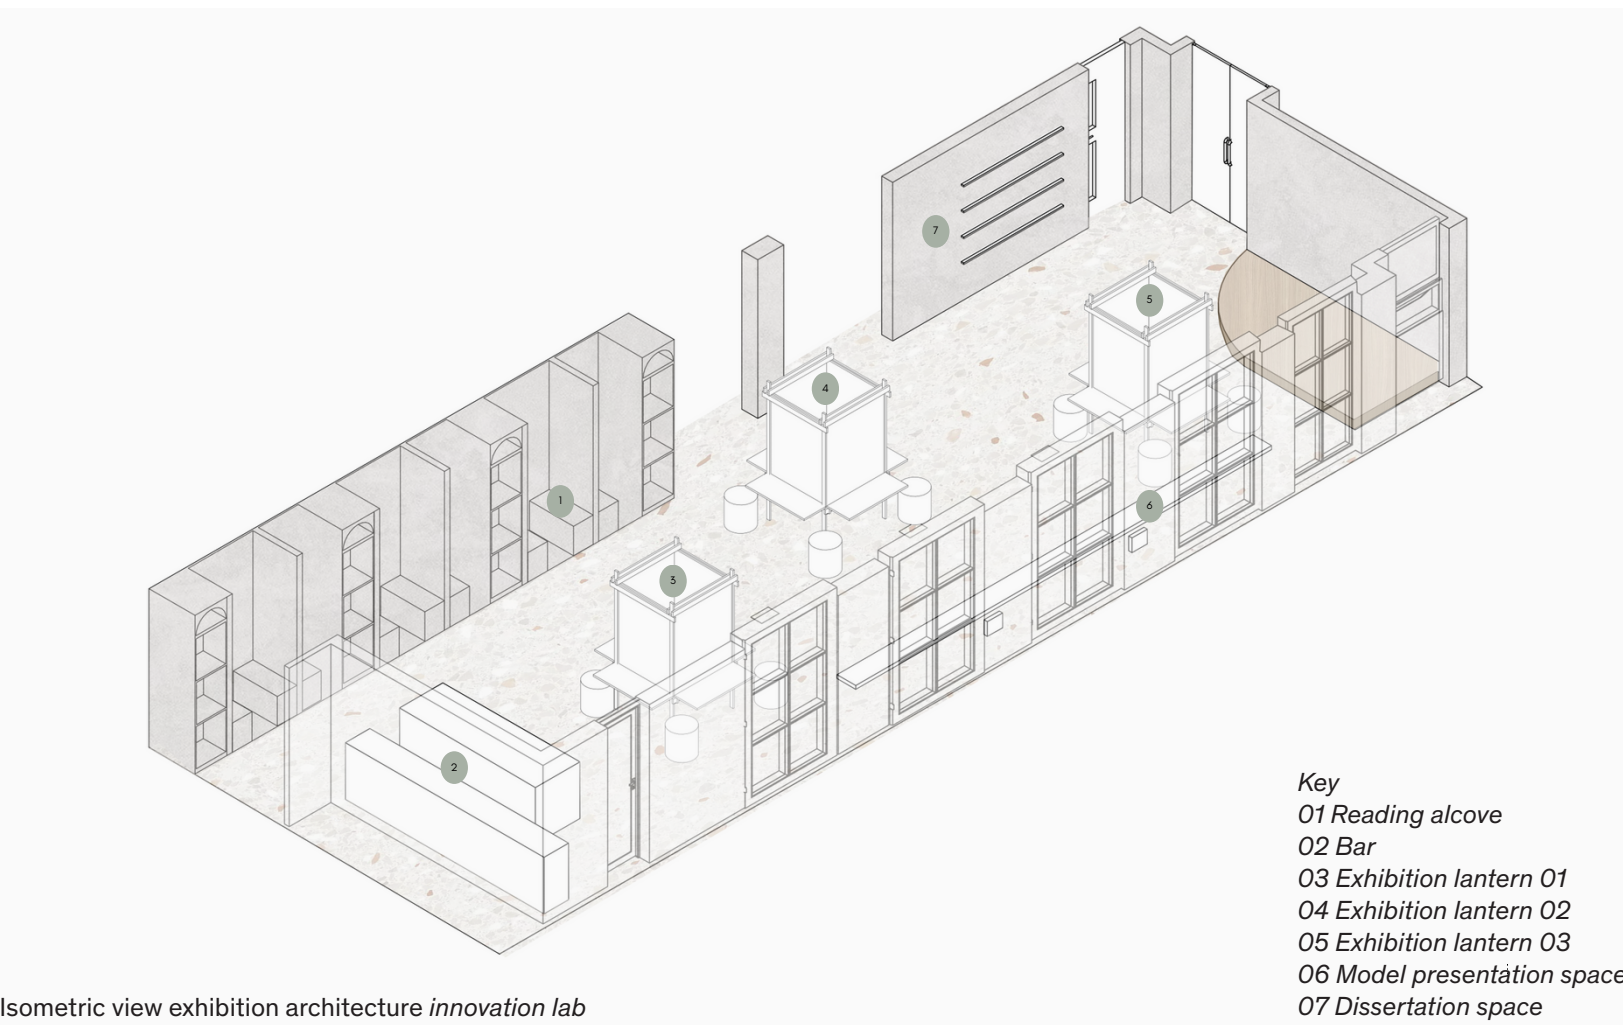 7
5
4
1
6
3
2
Key
01 Reading alcove
02 Bar
03 Exhibition lantern 01
04 Exhibition lantern 02
05 Exhibition lantern 03
06 Model presentation space
07 Dissertation space
Isometric view exhibition architecture innovation lab